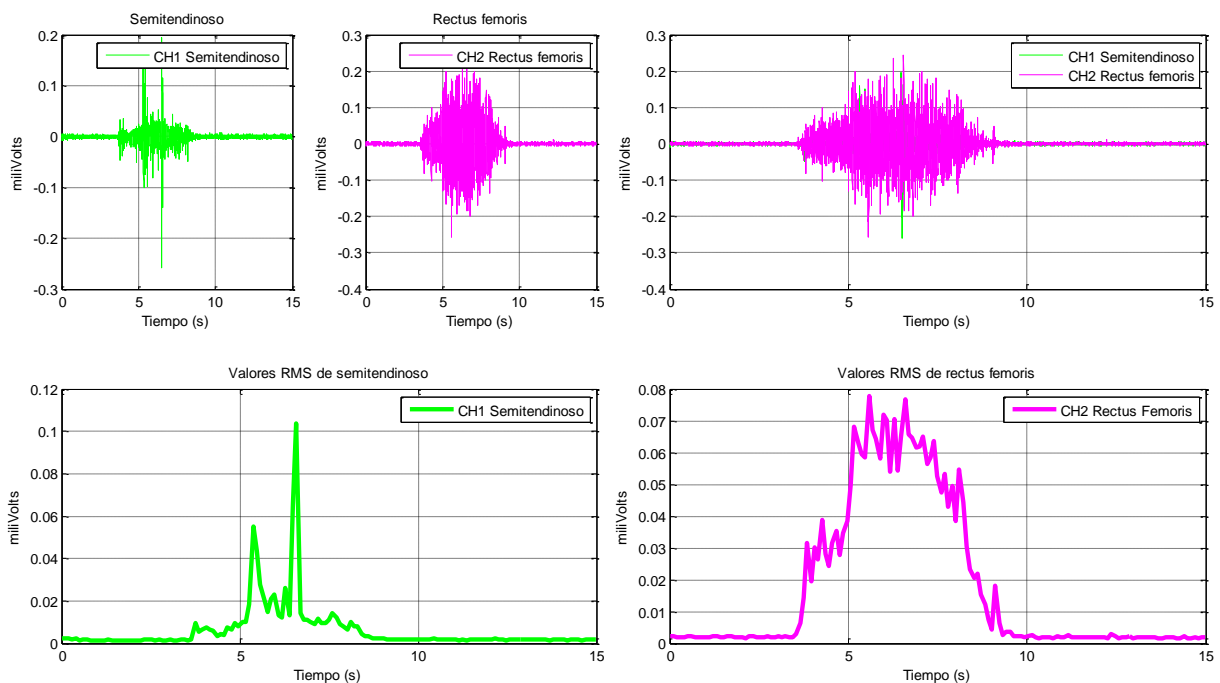 Semitendinoso
CH1 Semitendinoso
0.2
0.1
0
-0.1
-0.2
-0.3
miliVolts
0 5 10 15
Tiempo (s)
Rectus femoris
CH2 Rectus femoris
0.3
0.2
0.1
0
-0.1
-0.2
-0.3
-0.4
miliVolts
0 5 10 15
Tiempo (s)
CH1 Semitendinoso
CH2 Rectus femoris
0.3
0.2
0.1
0
-0.1
-0.2
-0.3
-0.4
miliVolts
0 5 10 15
Tiempo (s)
Valores RMS de semitendinoso
CH1 Semitendinoso
0.12
0.1
0.08
0.06
0.04
0.02
0
miliVolts
0 5 10 15
Tiempo (s)
Valores RMS de rectus femoris
CH2 Rectus Femoris
0.08
0.07
0.06
0.05
0.04
0.03
0.02
0.01
0
miliVolts
0 5 10 15
Tiempo (s)